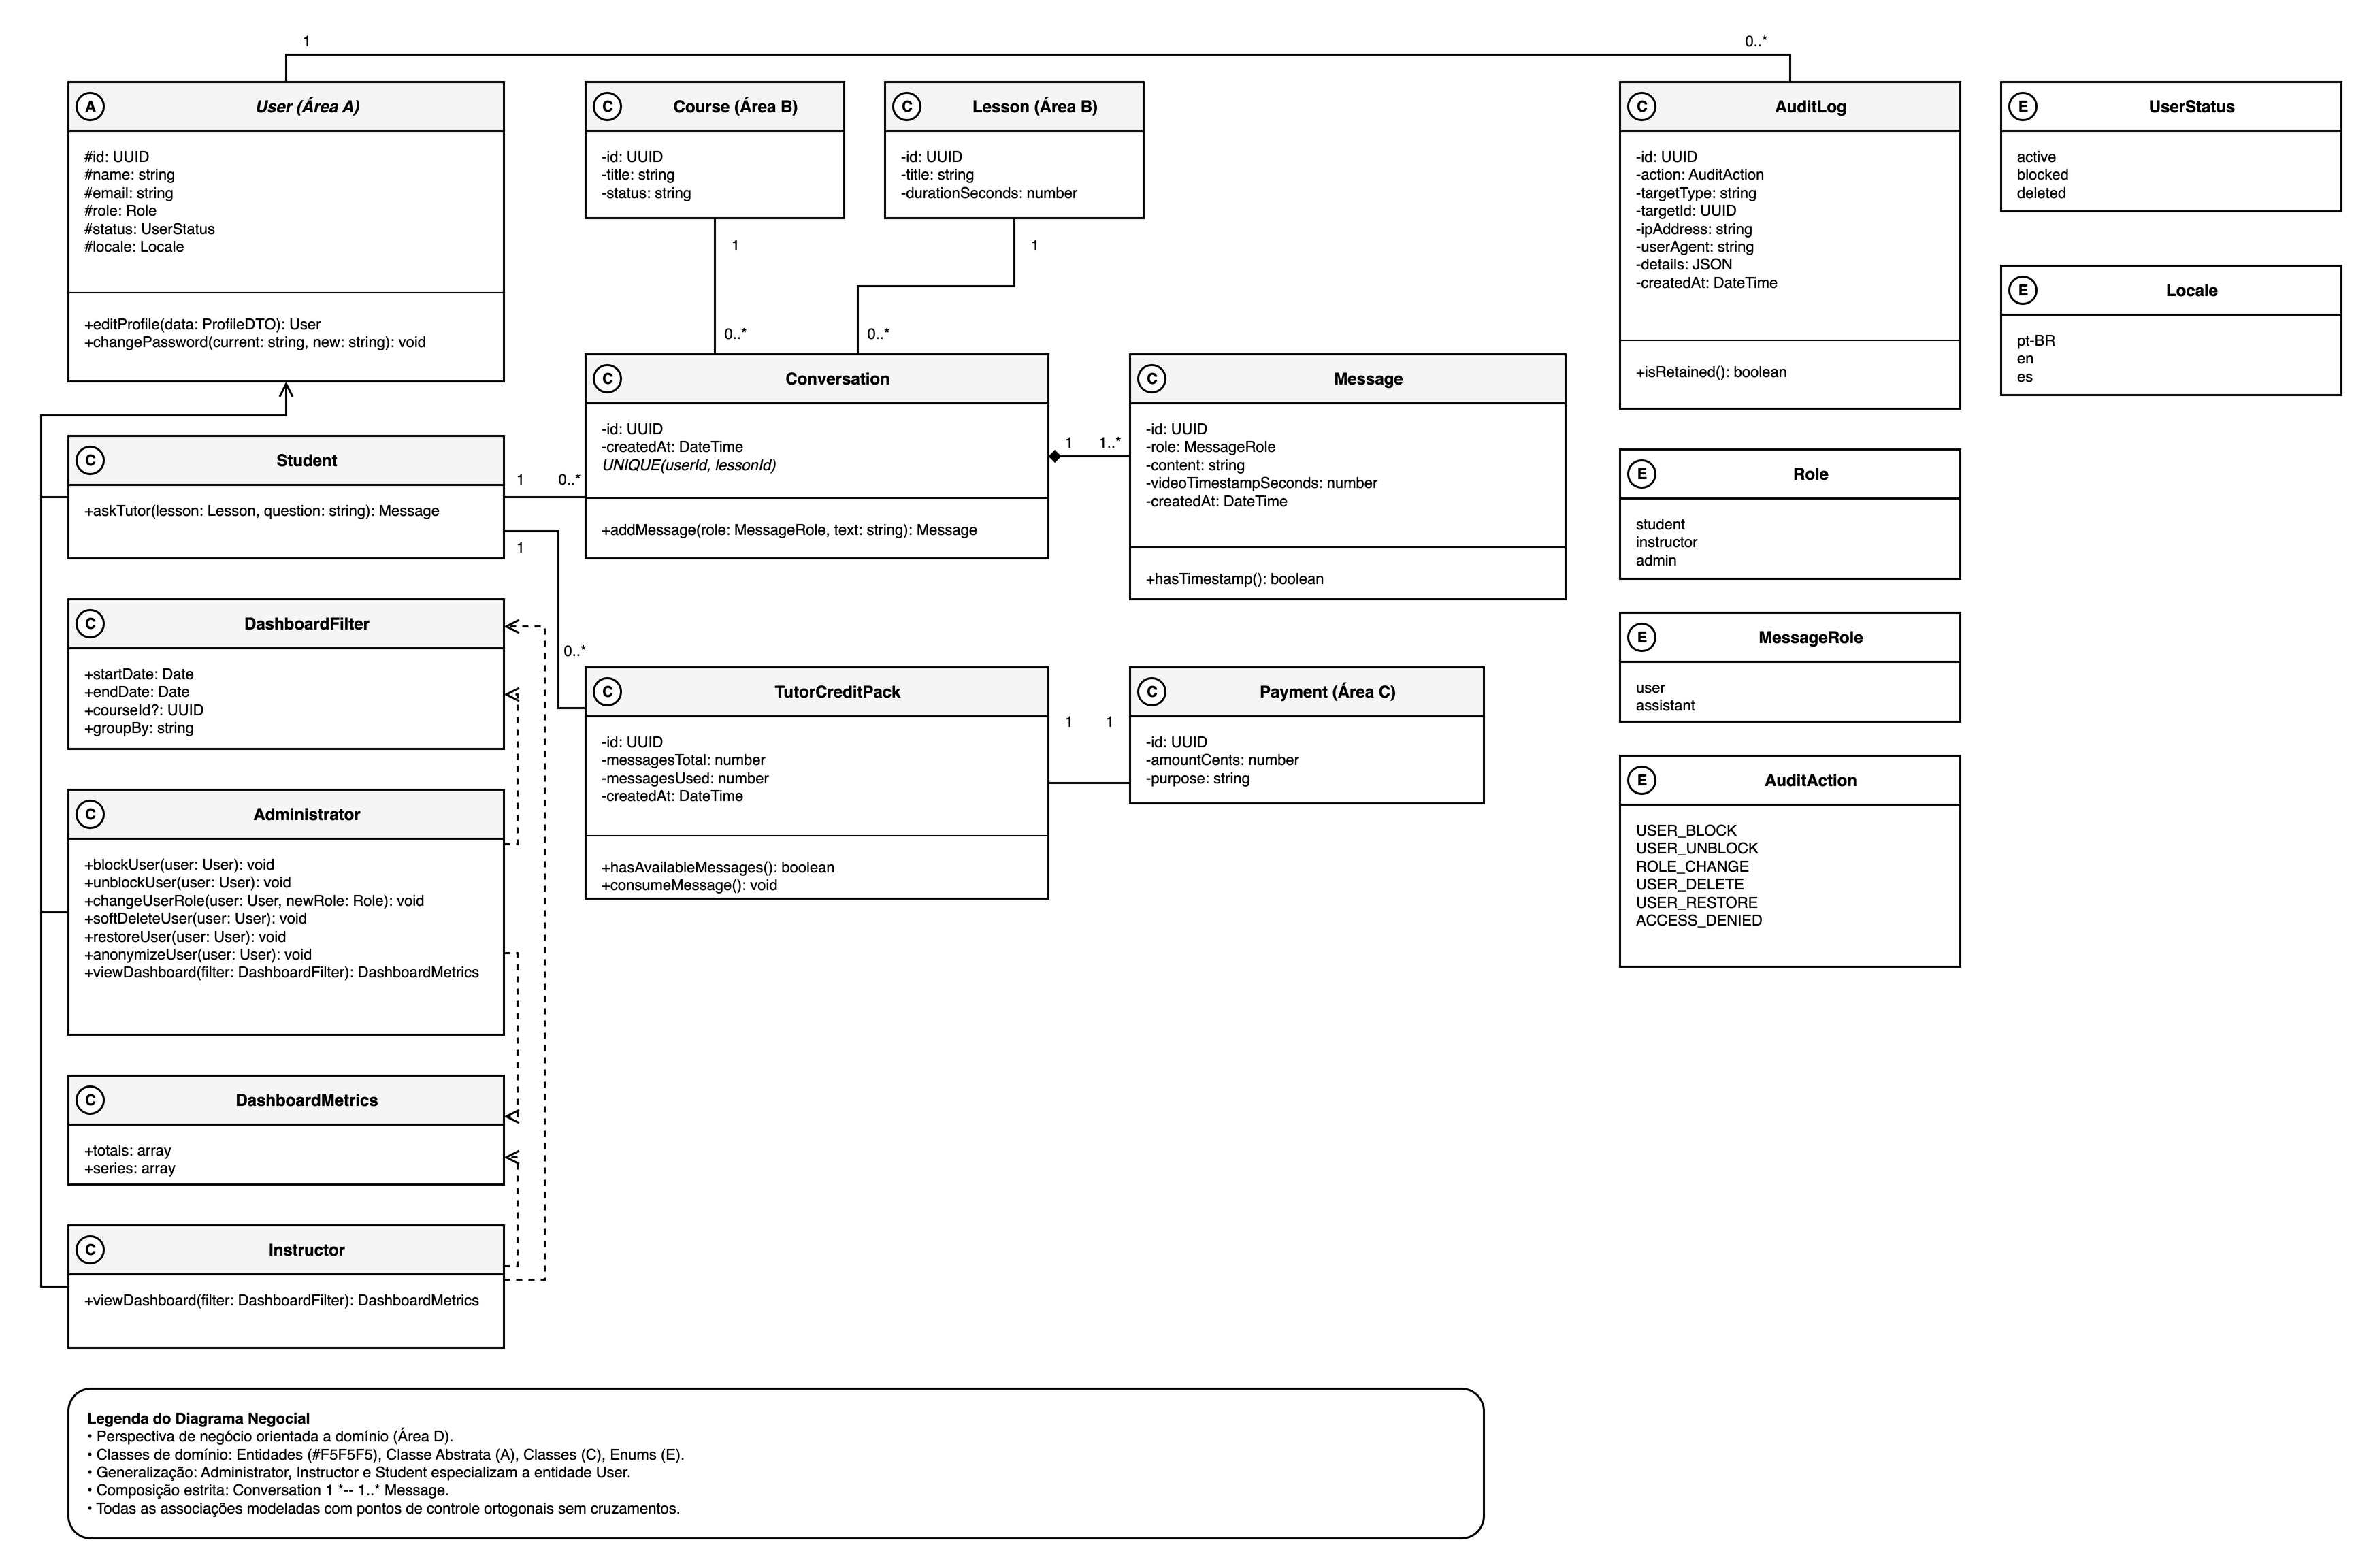 1
0..*
A
User (Área A)
#id: UUID
#name: string
#email: string
#role: Role
#status: UserStatus
#locale: Locale
+editProfile(data: ProfileDTO): User
+changePassword(current: string, new: string): void
C
Course (Área B)
-id: UUID
-title: string
-status: string
1
0..*
C
Lesson (Área B)
-id: UUID
-title: string
-durationSeconds: number
1
0..*
C
AuditLog
-id: UUID
-action: AuditAction
-targetType: string
-targetId: UUID
-ipAddress: string
-userAgent: string
-details: JSON
-createdAt: DateTime
+isRetained(): boolean
E
UserStatus
active
blocked
deleted
E
Locale
pt-BR
en
es
C
Student
+askTutor(lesson: Lesson, question: string): Message
1
0..*
1
0..*
C
Conversation
-id: UUID
-createdAt: DateTime
UNIQUE(userId, lessonId)
+addMessage(role: MessageRole, text: string): Message
1
1..*
C
Message
-id: UUID
-role: MessageRole
-content: string
-videoTimestampSeconds: number
-createdAt: DateTime
+hasTimestamp(): boolean
E
Role
student
instructor
admin
C
DashboardFilter
+startDate: Date
+endDate: Date
+courseId?: UUID
+groupBy: string
C
TutorCreditPack
-id: UUID
-messagesTotal: number
-messagesUsed: number
-createdAt: DateTime
+hasAvailableMessages(): boolean
+consumeMessage(): void
1
1
C
Payment (Área C)
-id: UUID
-amountCents: number
-purpose: string
E
MessageRole
user
assistant
E
AuditAction
USER_BLOCK
USER_UNBLOCK
ROLE_CHANGE
USER_DELETE
USER_RESTORE
ACCESS_DENIED
C
Administrator
+blockUser(user: User): void
+unblockUser(user: User): void
+changeUserRole(user: User, newRole: Role): void
+softDeleteUser(user: User): void
+restoreUser(user: User): void
+anonymizeUser(user: User): void
+viewDashboard(filter: DashboardFilter): DashboardMetrics
C
DashboardMetrics
+totals: array
+series: array
C
Instructor
+viewDashboard(filter: DashboardFilter): DashboardMetrics
Legenda do Diagrama Negocial
• Perspectiva de negócio orientada a domínio (Área D).
• Classes de domínio: Entidades (#F5F5F5), Classe Abstrata (A), Classes (C), Enums (E).
• Generalização: Administrator, Instructor e Student especializam a entidade User.
• Composição estrita: Conversation 1 *-- 1..* Message.
• Todas as associações modeladas com pontos de controle ortogonais sem cruzamentos.